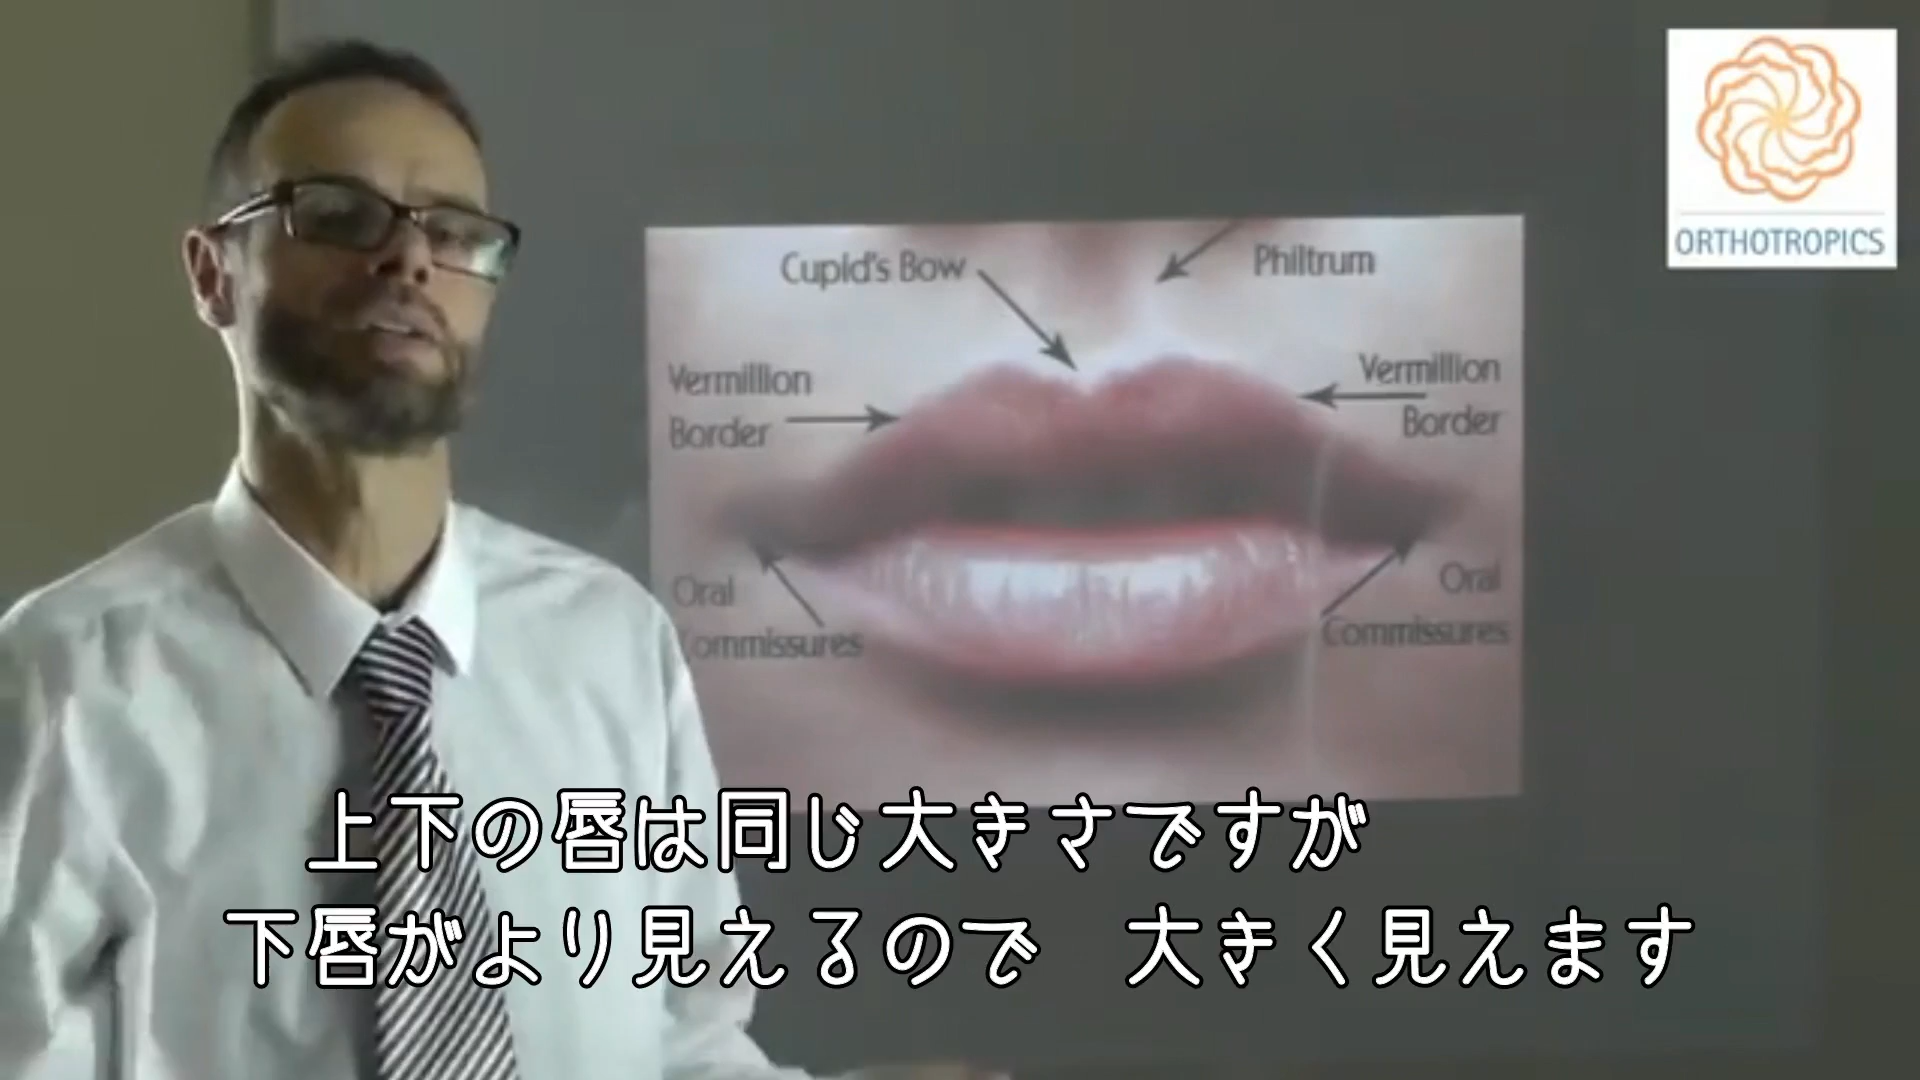 ORTHOTROPICS
Cupid's Bow
Philtrum
Vermillion
Border
Vermillion
Border
Oral
Commissures
Oral
Commissures
上下の唇は同じ大きさですが
下唇がより見えるので 大きく見えます